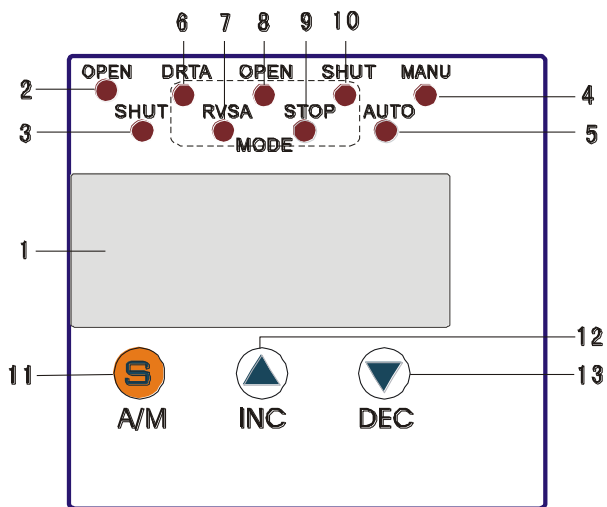 6 7 8 9 10
OPEN DRTA OPEN SHUT MANU
2 4
SHUT RVSA STOP AUTO
3 5
MODE
1
12
11 S 13
A/M INC DEC